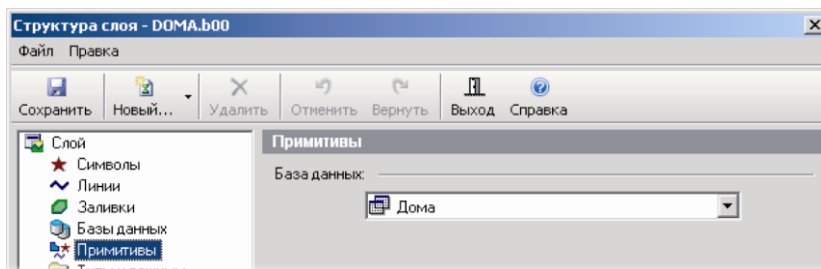 Структура слоя - DOMA.b00
Файл Правка
Сохранить Новый... Удалить Отменить Вернуть Выход Справка
Слой
Примитивы
Символы
База данных:
Линии
Дома
Заливки
Базы данных
Примитивы